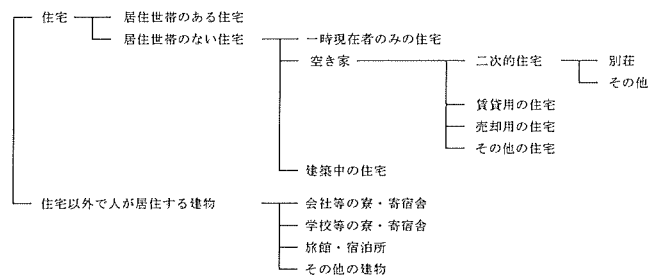 住宅 居住世帯のある住宅
居住世帯のない住宅 一時現在者のみの住宅
空き家 二次的住宅 別荘
その他
賃貸用の住宅
売却用の住宅
その他の住宅
建築中の住宅
住宅以外で人が居住する建物 会社等の寮・寄宿舎
学校等の寮・寄宿舎
旅館・宿泊所
その他の建物